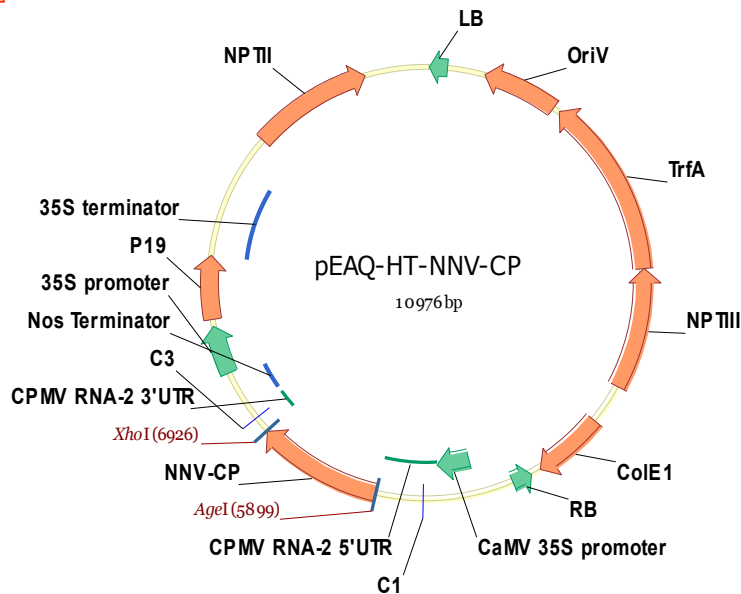 LB
NPTII
OriV
TrfA
35S terminator
P19
pEAQ-HT-NNV-CP
35S promoter
10976bp
Nos Terminator
NPTIII
C3
CPMV RNA-2 3'UTR
XhoI (6926)
NNV-CP
ColE1
AgeI (5899)
RB
CPMV RNA-2 5'UTR
CaMV 35S promoter
C1